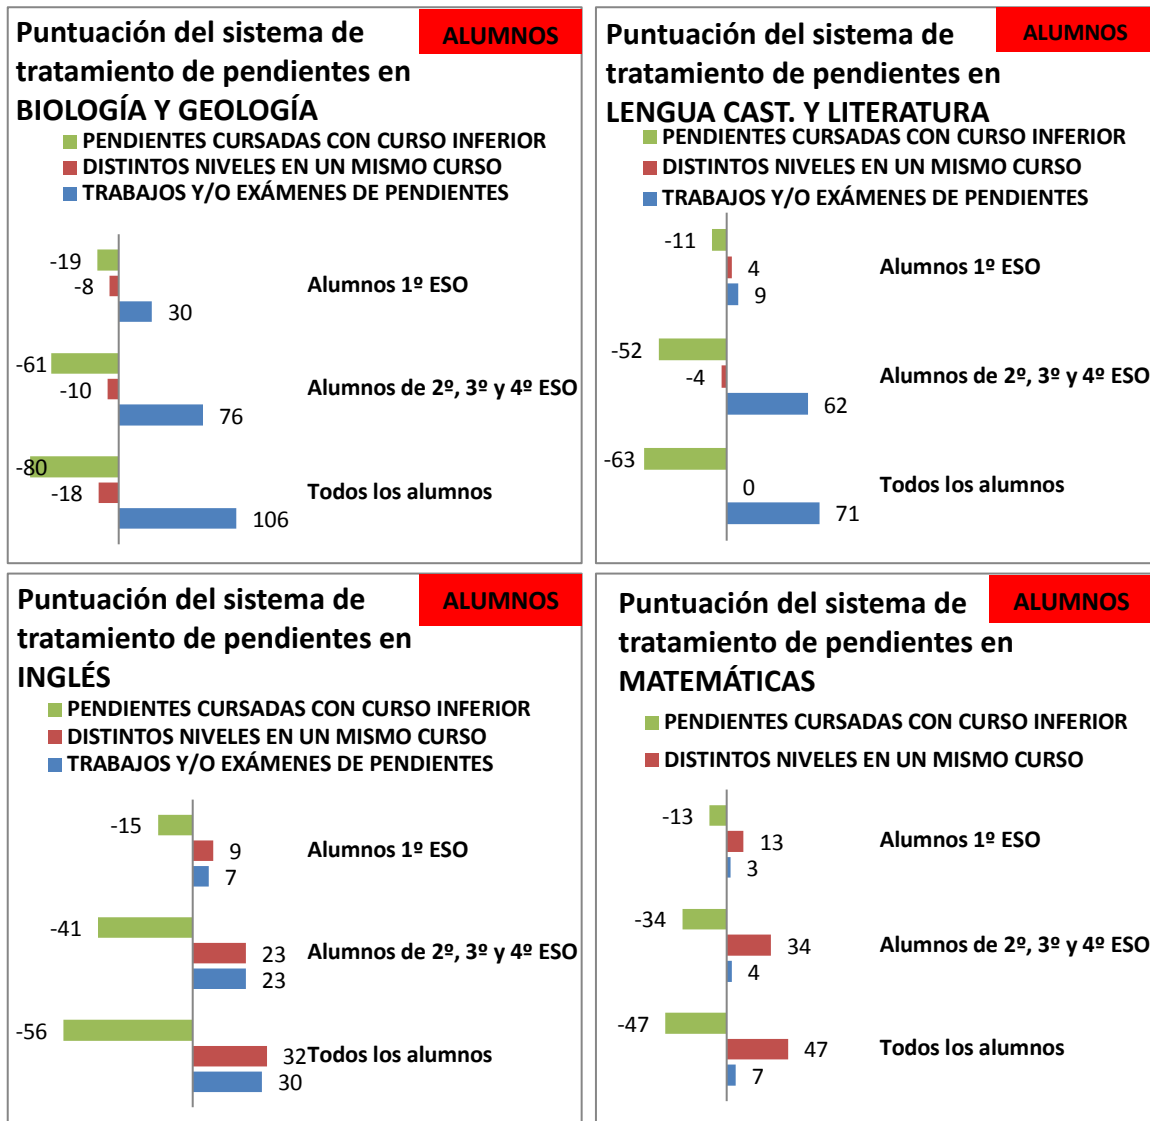 Puntuación del sistema de
tratamiento de pendientes en
BIOLOGÍA Y GEOLOGÍA
ALUMNOS
PENDIENTES CURSADAS CON CURSO INFERIOR
DISTINTOS NIVELES EN UN MISMO CURSO
TRABAJOS Y/O EXÁMENES DE PENDIENTES
-19
-8
Alumnos 1º ESO
30
-61
-10
Alumnos de 2º, 3º y 4º ESO
76
-80
-18
Todos los alumnos
106
Puntuación del sistema de
tratamiento de pendientes en
LENGUA CAST. Y LITERATURA
ALUMNOS
PENDIENTES CURSADAS CON CURSO INFERIOR
DISTINTOS NIVELES EN UN MISMO CURSO
TRABAJOS Y/O EXÁMENES DE PENDIENTES
-11
4
Alumnos 1º ESO
9
-52
-4
Alumnos de 2º, 3º y 4º ESO
62
-63
0
Todos los alumnos
71
Puntuación del sistema de
tratamiento de pendientes en
INGLÉS
ALUMNOS
PENDIENTES CURSADAS CON CURSO INFERIOR
DISTINTOS NIVELES EN UN MISMO CURSO
TRABAJOS Y/O EXÁMENES DE PENDIENTES
-15
9
Alumnos 1º ESO
7
-41
23
Alumnos de 2º, 3º y 4º ESO
23
-56
32
Todos los alumnos
30
Puntuación del sistema de
tratamiento de pendientes en
MATEMÁTICAS
ALUMNOS
PENDIENTES CURSADAS CON CURSO INFERIOR
DISTINTOS NIVELES EN UN MISMO CURSO
-13
13
Alumnos 1º ESO
3
-34
34
Alumnos de 2º, 3º y 4º ESO
4
-47
47
Todos los alumnos
7